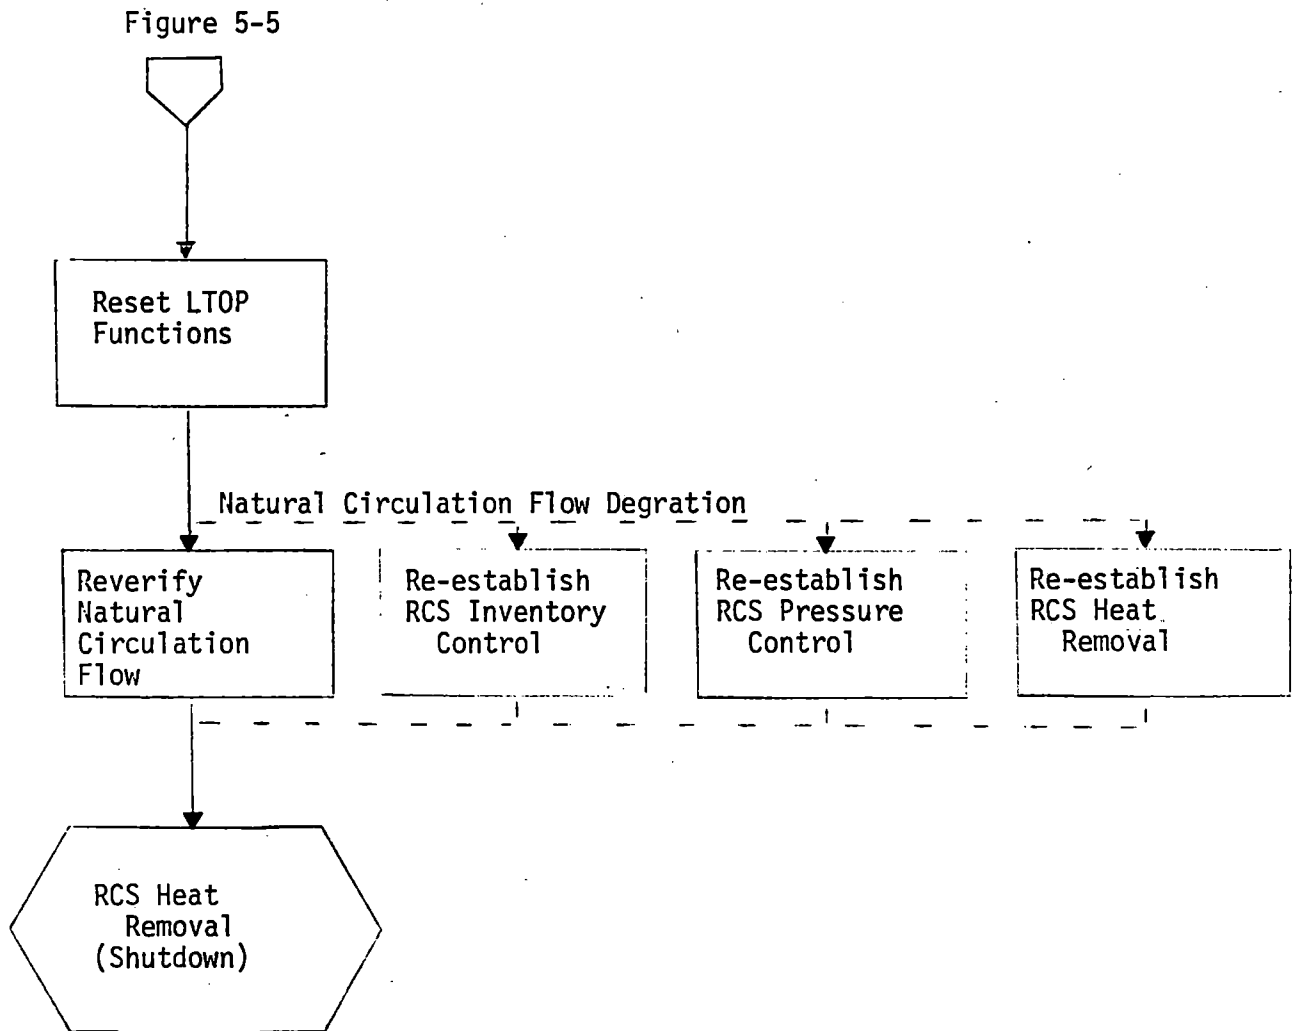 Figure 5-5
Reset LTOP
Functions
Natural Circulation Flow Degration
Reverify
Natural
Circulation
Flow
Re-establish
RCS Inventory
Control
Re-establish
RCS Pressure
Control
Re-establish
RCS Heat
Removal
RCS Heat
Removal
(Shutdown)